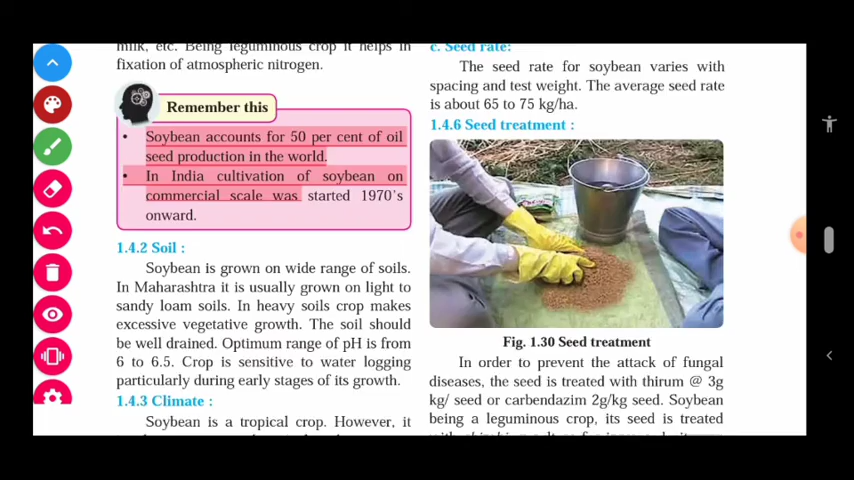 milk, etc. Being leguminous crop it helps in
fixation of atmospheric nitrogen.
Remember this
• Soybean accounts for 50 per cent of oil
seed production in the world.
• In India cultivation of soybean on
commercial scale was started 1970's
onward.
1.4.2 Soil :
Soybean is grown on wide range of soils.
In Maharashtra it is usually grown on light to
sandy loam soils. In heavy soils crop makes
excessive vegetative growth. The soil should
be well drained. Optimum range of pH is from
6 to 6.5. Crop is sensitive to water logging
particularly during early stages of its growth.
1.4.3 Climate :
Soybean is a tropical crop. However, it
c. Seed rate:
The seed rate for soybean varies with
spacing and test weight. The average seed rate
is about 65 to 75 kg/ha.
1.4.6 Seed treatment :
Fig. 1.30 Seed treatment
In order to prevent the attack of fungal
diseases, the seed is treated with thirum @ 3g
kg/ seed or carbendazim 2g/kg seed. Soybean
being a leguminous crop, its seed is treated